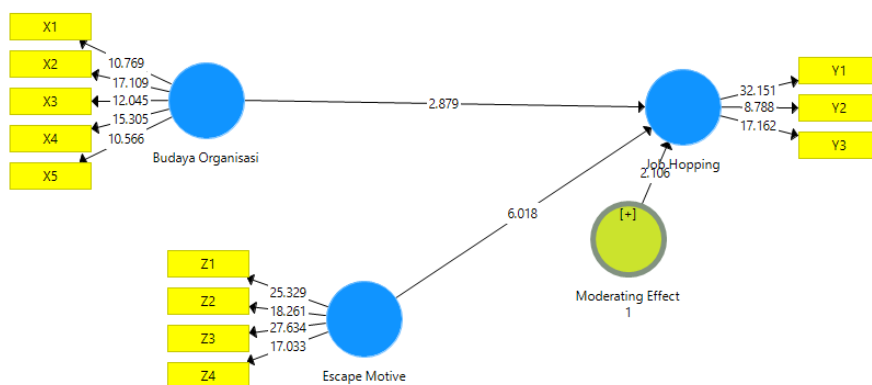 X1
X2
X3
X4
X5
10.769
17.109
12.045
15.305
10.566
Budaya Organisasi
2.879
Job Hopping
32.151
8.788
17.162
Y1
Y2
Y3
2.106
6.018
[+]
Moderating Effect
1
Z1
Z2
Z3
Z4
25.329
18.261
27.634
17.033
Escape Motive